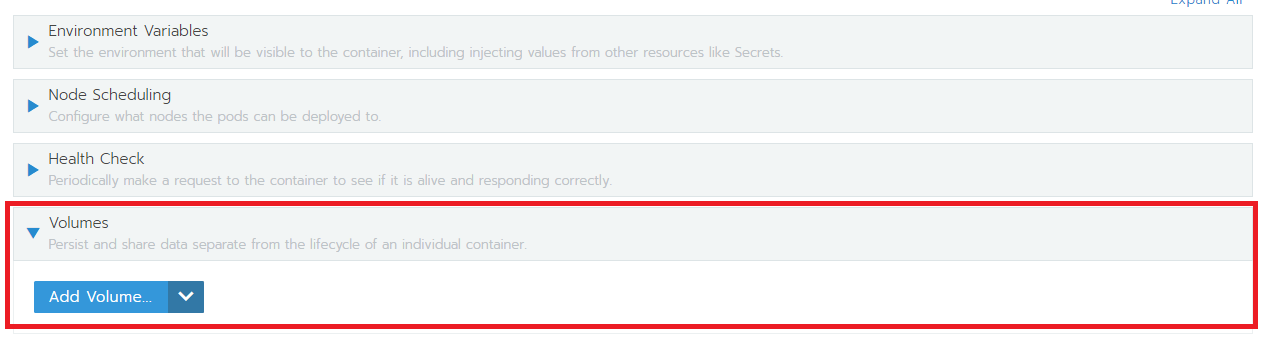 Expand All
Environment Variables
Set the environment that will be visible to the container, including injecting values from other resources like Secrets.
Node Scheduling
Configure what nodes the pods can be deployed to.
Health Check
Periodically make a request to the container to see if it is alive and responding correctly.
Volumes
Persist and share data separate from the lifecycle of an individual container.
Add Volume...